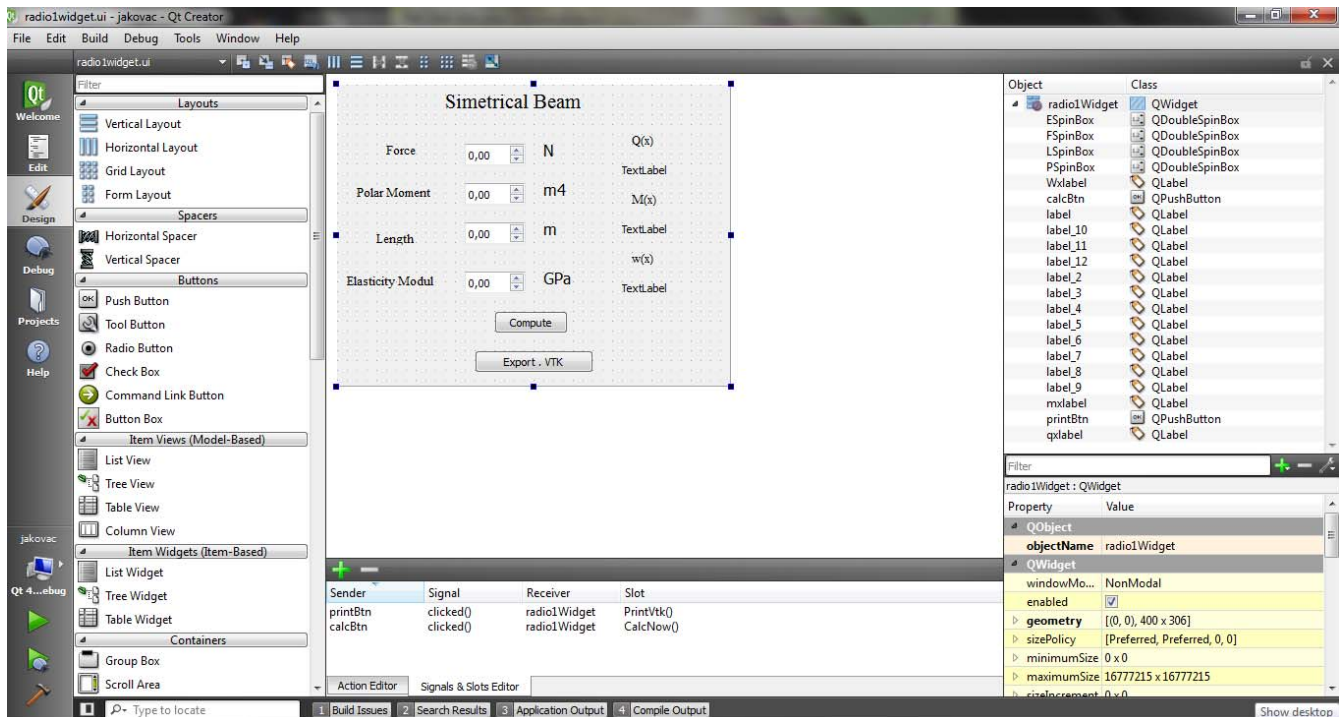 radio1widget.ui - jakovac - Qt Creator
File Edit Build Debug Tools Window Help
radio1widget.ui
Qt
Welcome
Edit
Design
Debug
Projects
Help
jakovac
Qt 4...ebug
Filter
Layouts
Vertical Layout
Horizontal Layout
Grid Layout
Form Layout
Spacers
Horizontal Spacer
Vertical Spacer
Buttons
OK Push Button
Tool Button
Radio Button
Check Box
Command Link Button
Button Box
Item Views (Model-Based)
List View
Tree View
Table View
Column View
Item Widgets (Item-Based)
List Widget
Tree Widget
Table Widget
Containers
Group Box
Scroll Area
Simetrical Beam
Force 0,00 N
Polar Moment 0,00 m4
Length 0,00 m
Elasticity Modul 0,00 GPa
Q(x)
TextLabel
M(x)
TextLabel
w(x)
TextLabel
Compute
Export . VTK
Sender Signal Receiver Slot
printBtn clicked() radio1Widget PrintVtk()
calcBtn clicked() radio1Widget CalcNow()
Action Editor Signals & Slots Editor
Object Class
radio1Widget QWidget
ESpinBox QDoubleSpinBox
FSpinBox QDoubleSpinBox
LSpinBox QDoubleSpinBox
PSpinBox QDoubleSpinBox
Wxlabel QLabel
calcBtn QPushButton
label QLabel
label_10 QLabel
label_11 QLabel
label_12 QLabel
label_2 QLabel
label_3 QLabel
label_4 QLabel
label_5 QLabel
label_6 QLabel
label_7 QLabel
label_8 QLabel
label_9 QLabel
mxlabel QLabel
printBtn QPushButton
qxlabel QLabel
Filter
radio1Widget : QWidget
Property Value
QObject
objectName radio1Widget
QWidget
windowMo... NonModal
enabled
geometry [(0, 0), 400 x 306]
sizePolicy [Preferred, Preferred, 0, 0]
minimumSize 0 x 0
maximumSize 16777215 x 16777215
sizeIncrement 0 x 0
Type to locate
1 Build Issues 2 Search Results 3 Application Output 4 Compile Output
Show desktop